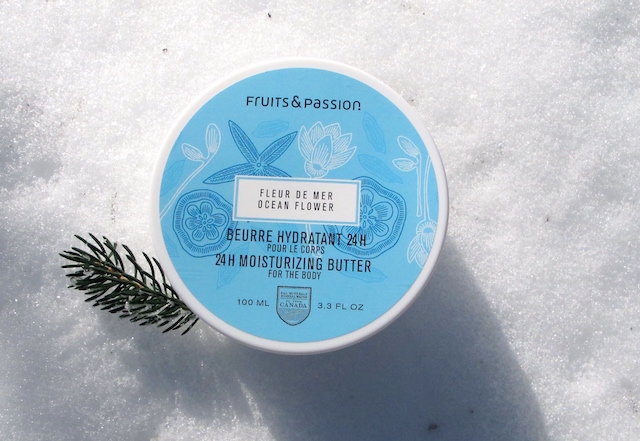 Fruits & Passion
FLEUR DE MER
OCEAN FLOWER
BEURRE HYDRATANT 24H
POUR LE CORPS
24H MOISTURIZING BUTTER
FOR THE BODY
100 ML
CANADA
3.3 FL OZ